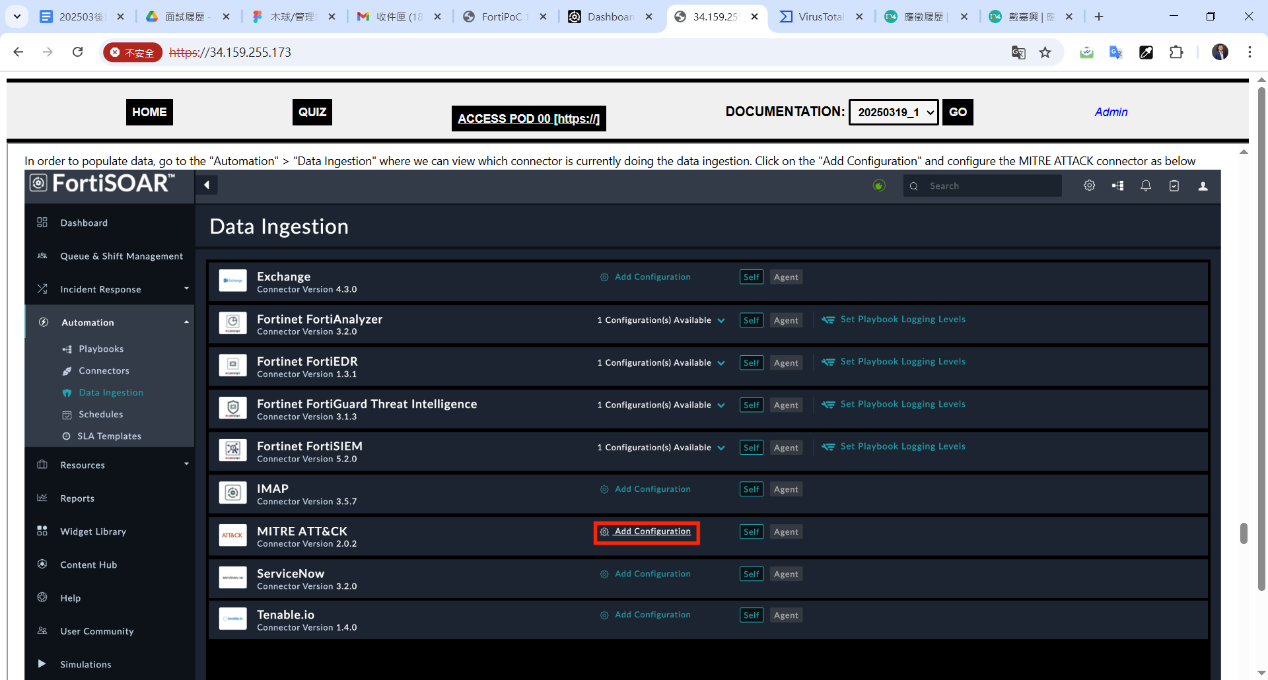 202503後
面試履歷 -
木球/管理
收件匣 (18
FortiPoC
Dashboar
34.159.25
VirusTotal
應徵履歷
戴嘉興 |
不安全 https://34.159.255.173
HOME QUIZ ACCESS POD 00 [https://] DOCUMENTATION: 20250319_1 GO Admin
In order to populate data, go to the "Automation" > "Data Ingestion" where we can view which connector is currently doing the data ingestion. Click on the "Add Configuration" and configure the MITRE ATTACK connector as below
FortiSOAR™
Search
Dashboard
Queue & Shift Management
Incident Response
Automation
Playbooks
Connectors
Data Ingestion
Schedules
SLA Templates
Resources
Reports
Widget Library
Content Hub
Help
User Community
Simulations
Data Ingestion
Exchange
Connector Version 4.3.0
Add Configuration Self Agent
Fortinet FortiAnalyzer
Connector Version 3.2.0
1 Configuration(s) Available Self Agent Set Playbook Logging Levels
Fortinet FortiEDR
Connector Version 1.3.1
1 Configuration(s) Available Self Agent Set Playbook Logging Levels
Fortinet FortiGuard Threat Intelligence
Connector Version 3.1.3
1 Configuration(s) Available Self Agent Set Playbook Logging Levels
Fortinet FortiSIEM
Connector Version 5.2.0
1 Configuration(s) Available Self Agent Set Playbook Logging Levels
IMAP
Connector Version 3.5.7
Add Configuration Self Agent
ATT&CK
MITRE ATT&CK
Connector Version 2.0.2
Add Configuration Self Agent
ServiceNow
Connector Version 3.2.0
Add Configuration Self Agent
Tenable.io
Connector Version 1.4.0
Add Configuration Self Agent